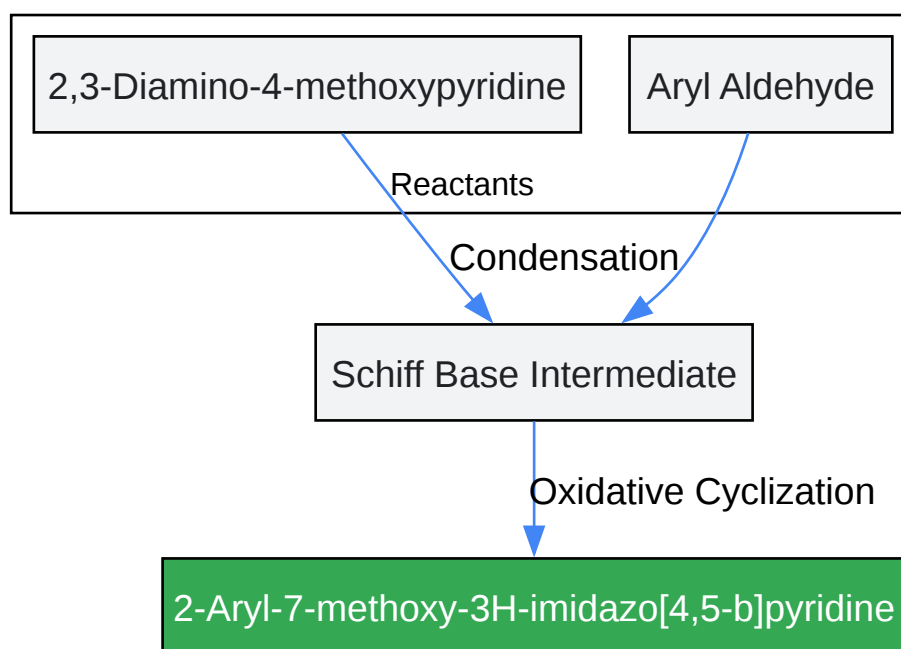 2,3-Diamino-4-methoxypyridine
Aryl Aldehyde
Reactants
Condensation
Schiff Base Intermediate
Oxidative Cyclization
2-Aryl-7-methoxy-3H-imidazo[4,5-b]pyridine